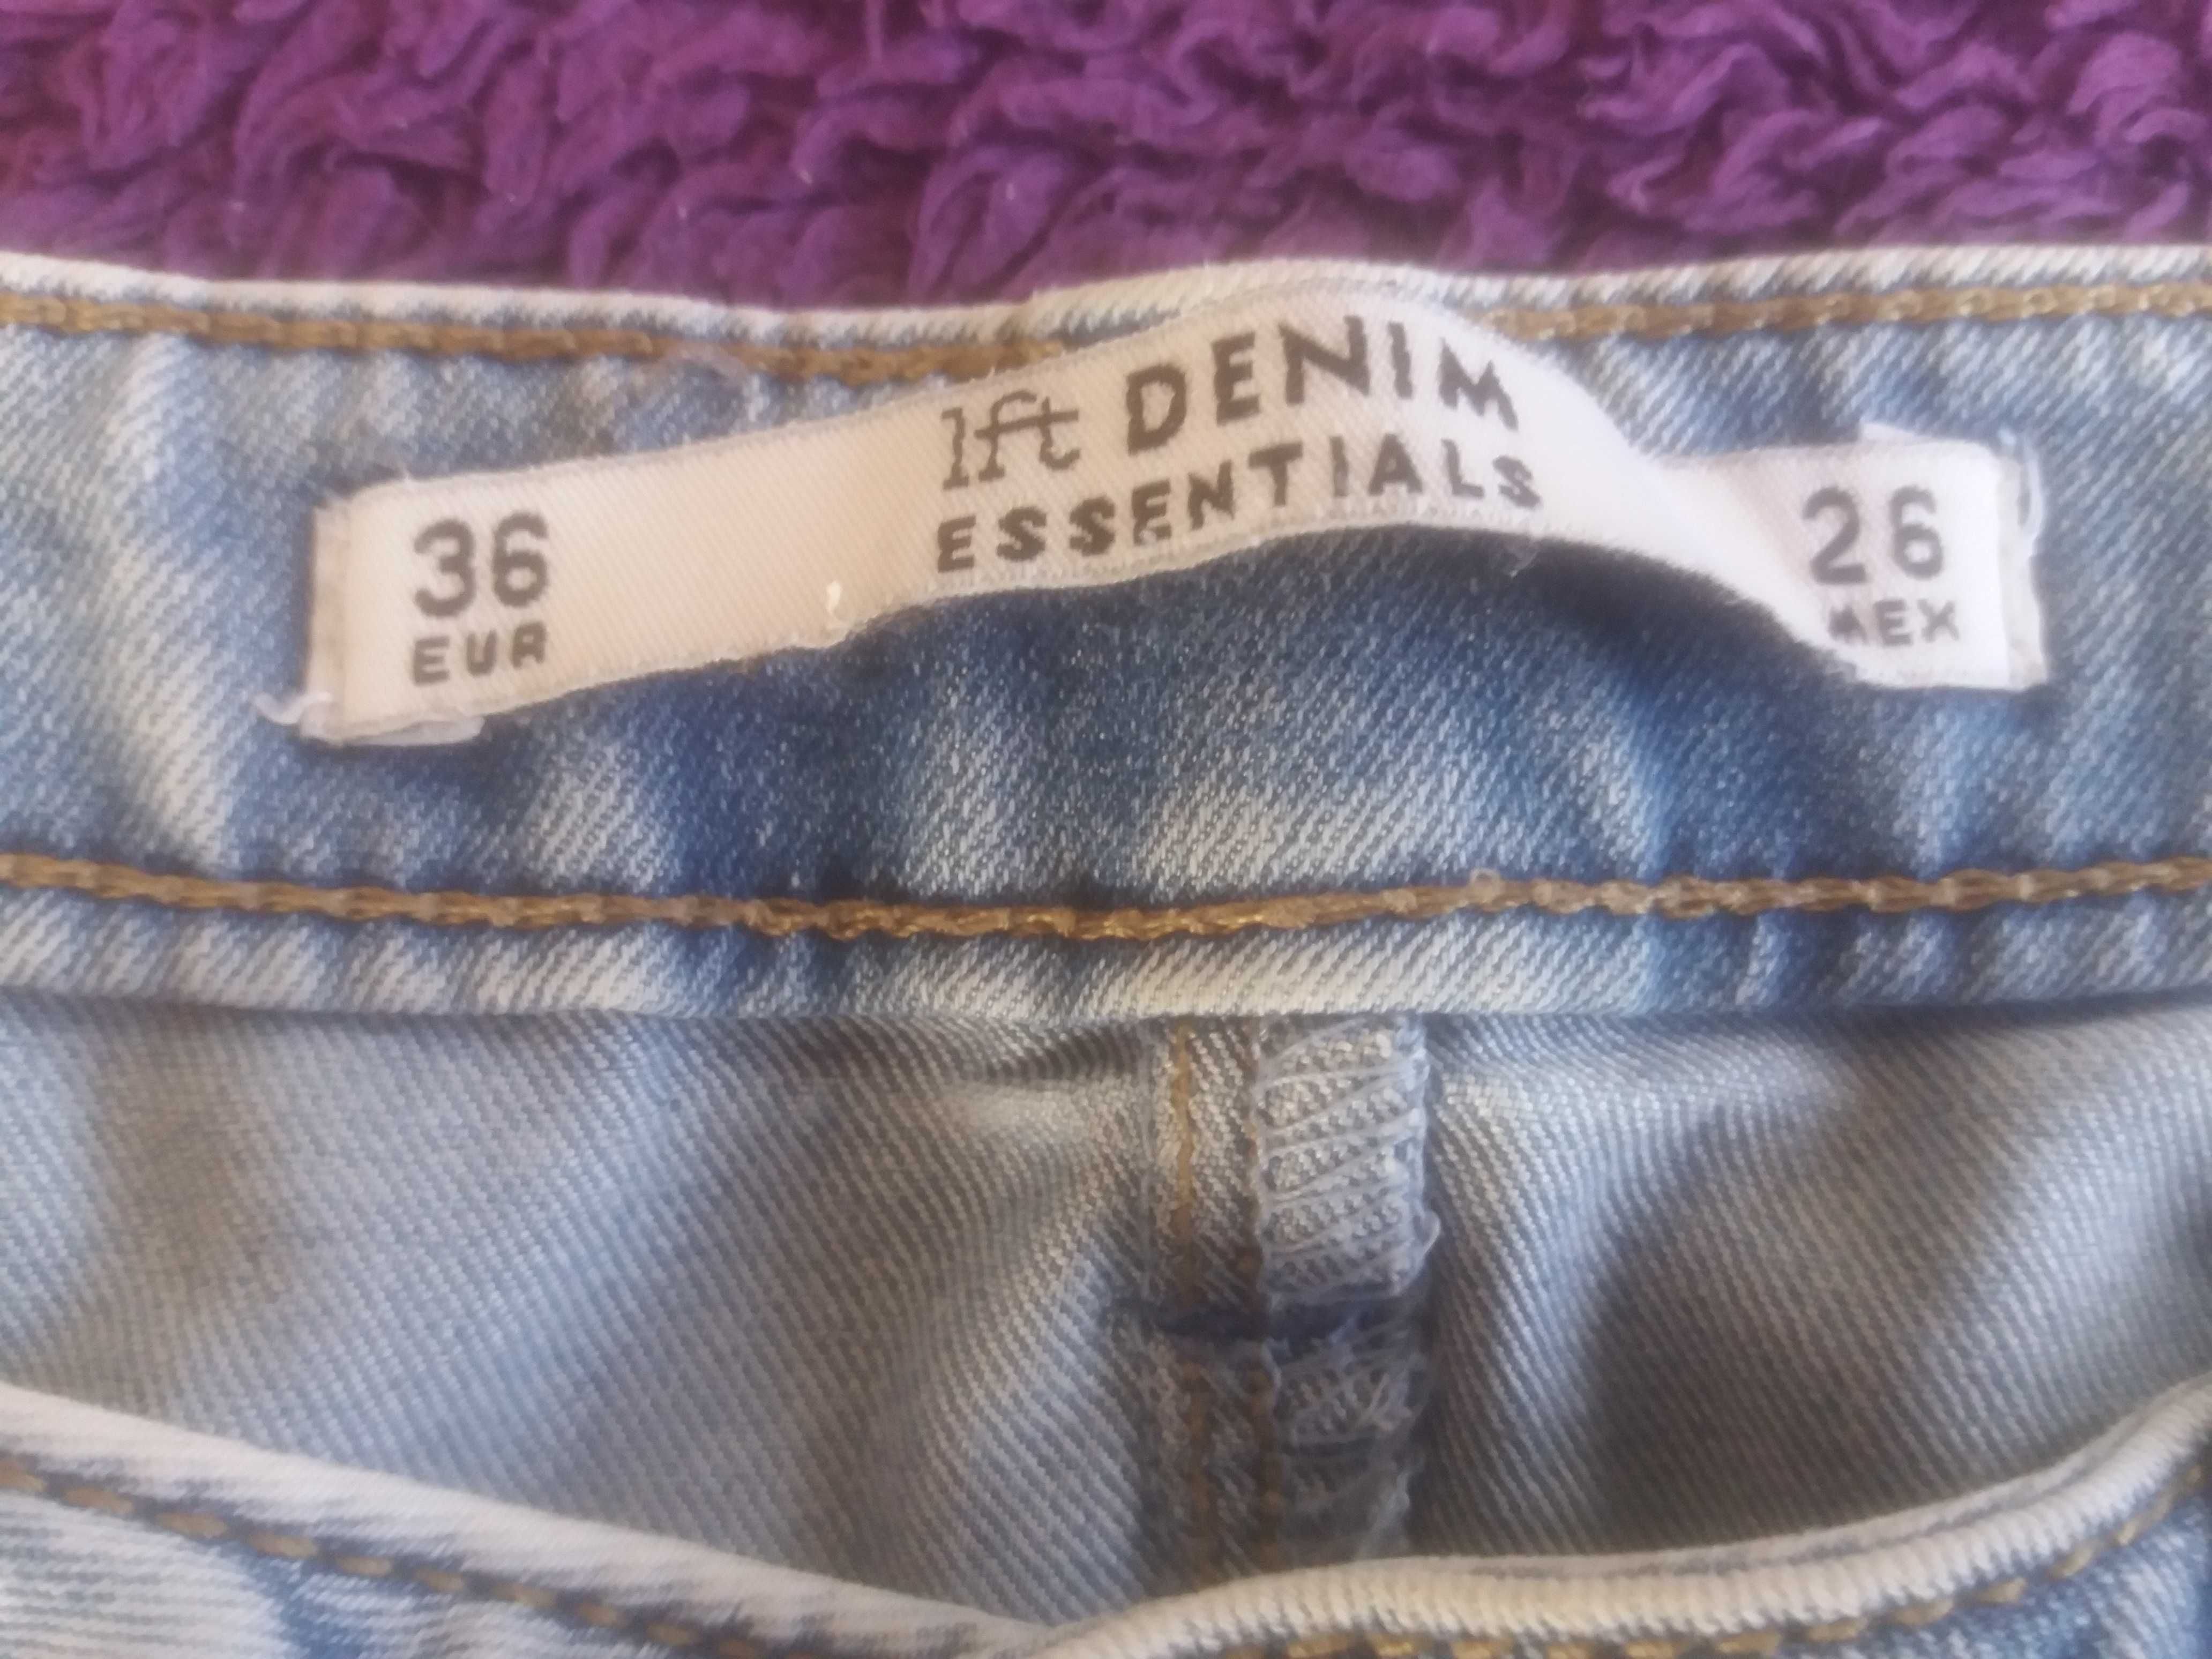 lft DENIM
ESSENTIALS
36
EUR
26
MEX